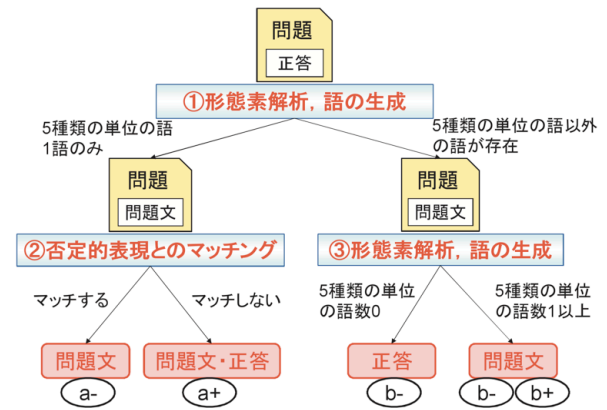 問題
正答
①形態素解析，語の生成
5種類の単位の語
1語のみ
5種類の単位の語以外
の語が存在
問題
問題文
問題
問題文
②否定的表現とのマッチング
③形態素解析，語の生成
マッチする
マッチしない
5種類の単位
の語数0
5種類の単位
の語数1以上
問題文
問題文・正答
正答
問題文
a-
a+
b-
b-
b+